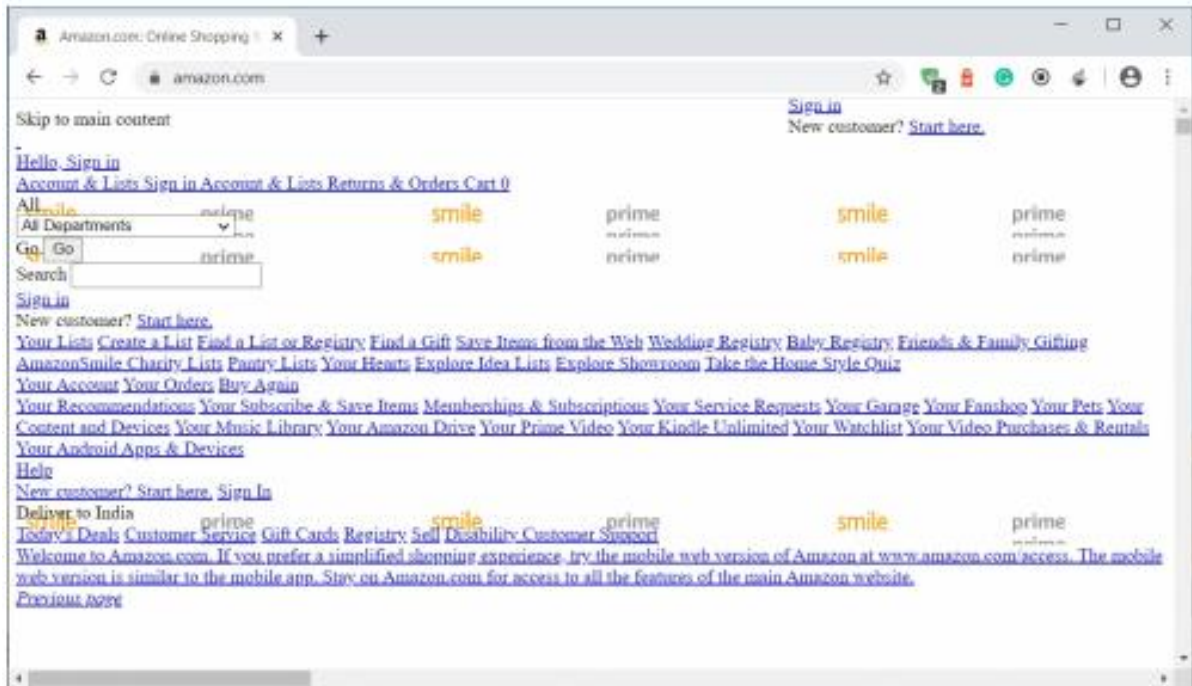 Amazon.com: Online Shopping
amazon.com
2
Skip to main content
Sign in
New customer? Start here.
Hello, Sign in
Account & Lists Sign in Account & Lists Returns & Orders Cart 0
All
smile prime smile prime smile prime
All Departments
prime prime prime
Go Go
smile prime smile prime smile prime
Search
Sign in
New customer? Start here.
Your Lists Create a List Find a List or Registry Find a Gift Save Items from the Web Wedding Registry Baby Registry Friends & Family Gifting
AmazonSmile Charity Lists Pantry Lists Your Hearts Explore Idea Lists Explore Showroom Take the Home Style Quiz
Your Account Your Orders Buy Again
Your Recommendations Your Subscribe & Save Items Memberships & Subscriptions Your Service Requests Your Garage Your Fanshop Your Pets Your
Content and Devices Your Music Library Your Amazon Drive Your Prime Video Your Kindle Unlimited Your Watchlist Your Video Purchases & Rentals
Your Android Apps & Devices
Help
New customer? Start here. Sign In
Deliver to India
smile prime smile prime smile prime
Today's Deals Customer Service Gift Cards Registry Sell Disability Customer Support
Welcome to Amazon.com. If you prefer a simplified shopping experience, try the mobile web version of Amazon at www.amazon.com/access. The mobile
web version is similar to the mobile app. Stay on Amazon.com for access to all the features of the main Amazon website.
Previous page